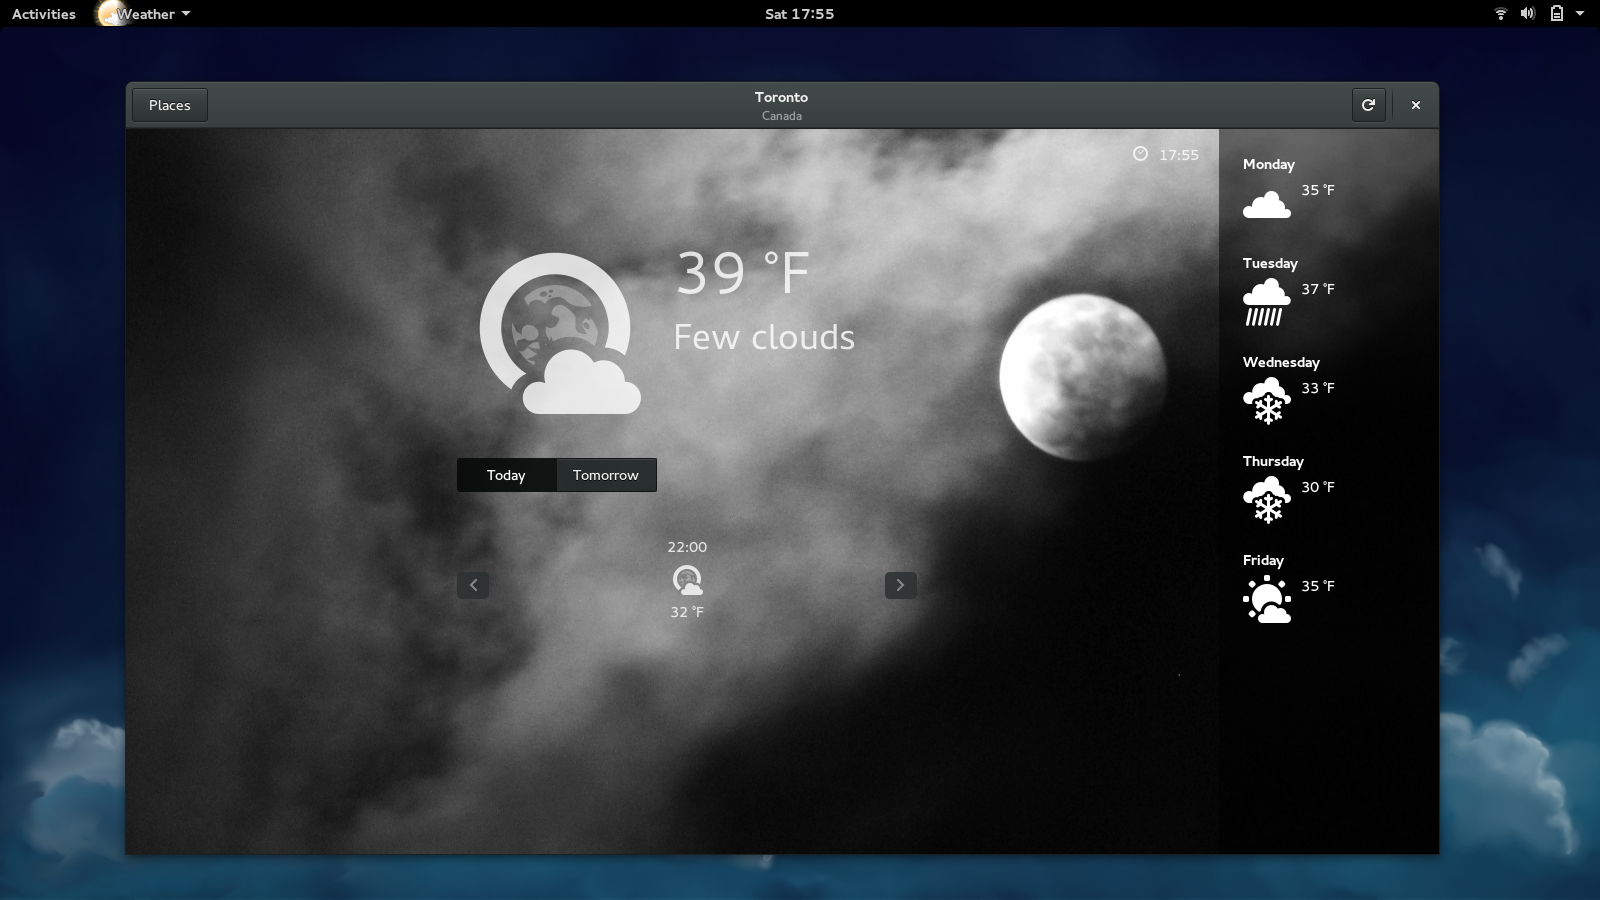 Activities
Weather
Sat 17:55
Places
Toronto
Canada
17:55
39 °F
Few clouds
Today
Tomorrow
22:00
32 °F
Monday
35 °F
Tuesday
37 °F
Wednesday
33 °F
Thursday
30 °F
Friday
35 °F